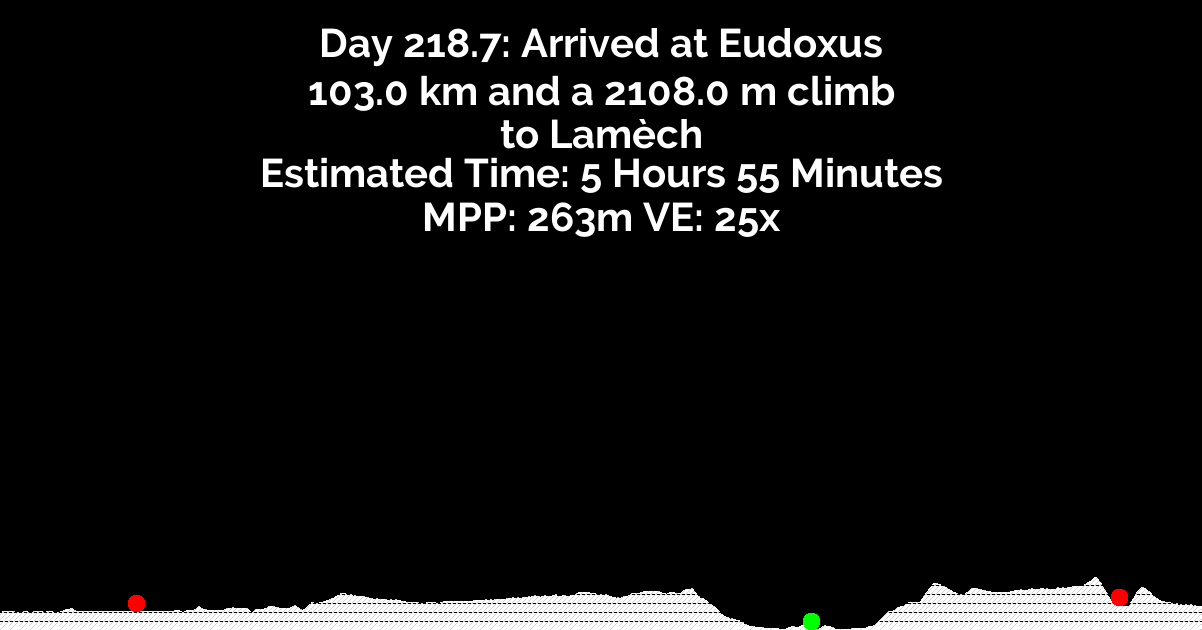 Day 218.7: Arrived at Eudoxus
103.0 km and a 2108.0 m climb
to Lamèch
Estimated Time: 5 Hours 55 Minutes
MPP: 263m VE: 25x